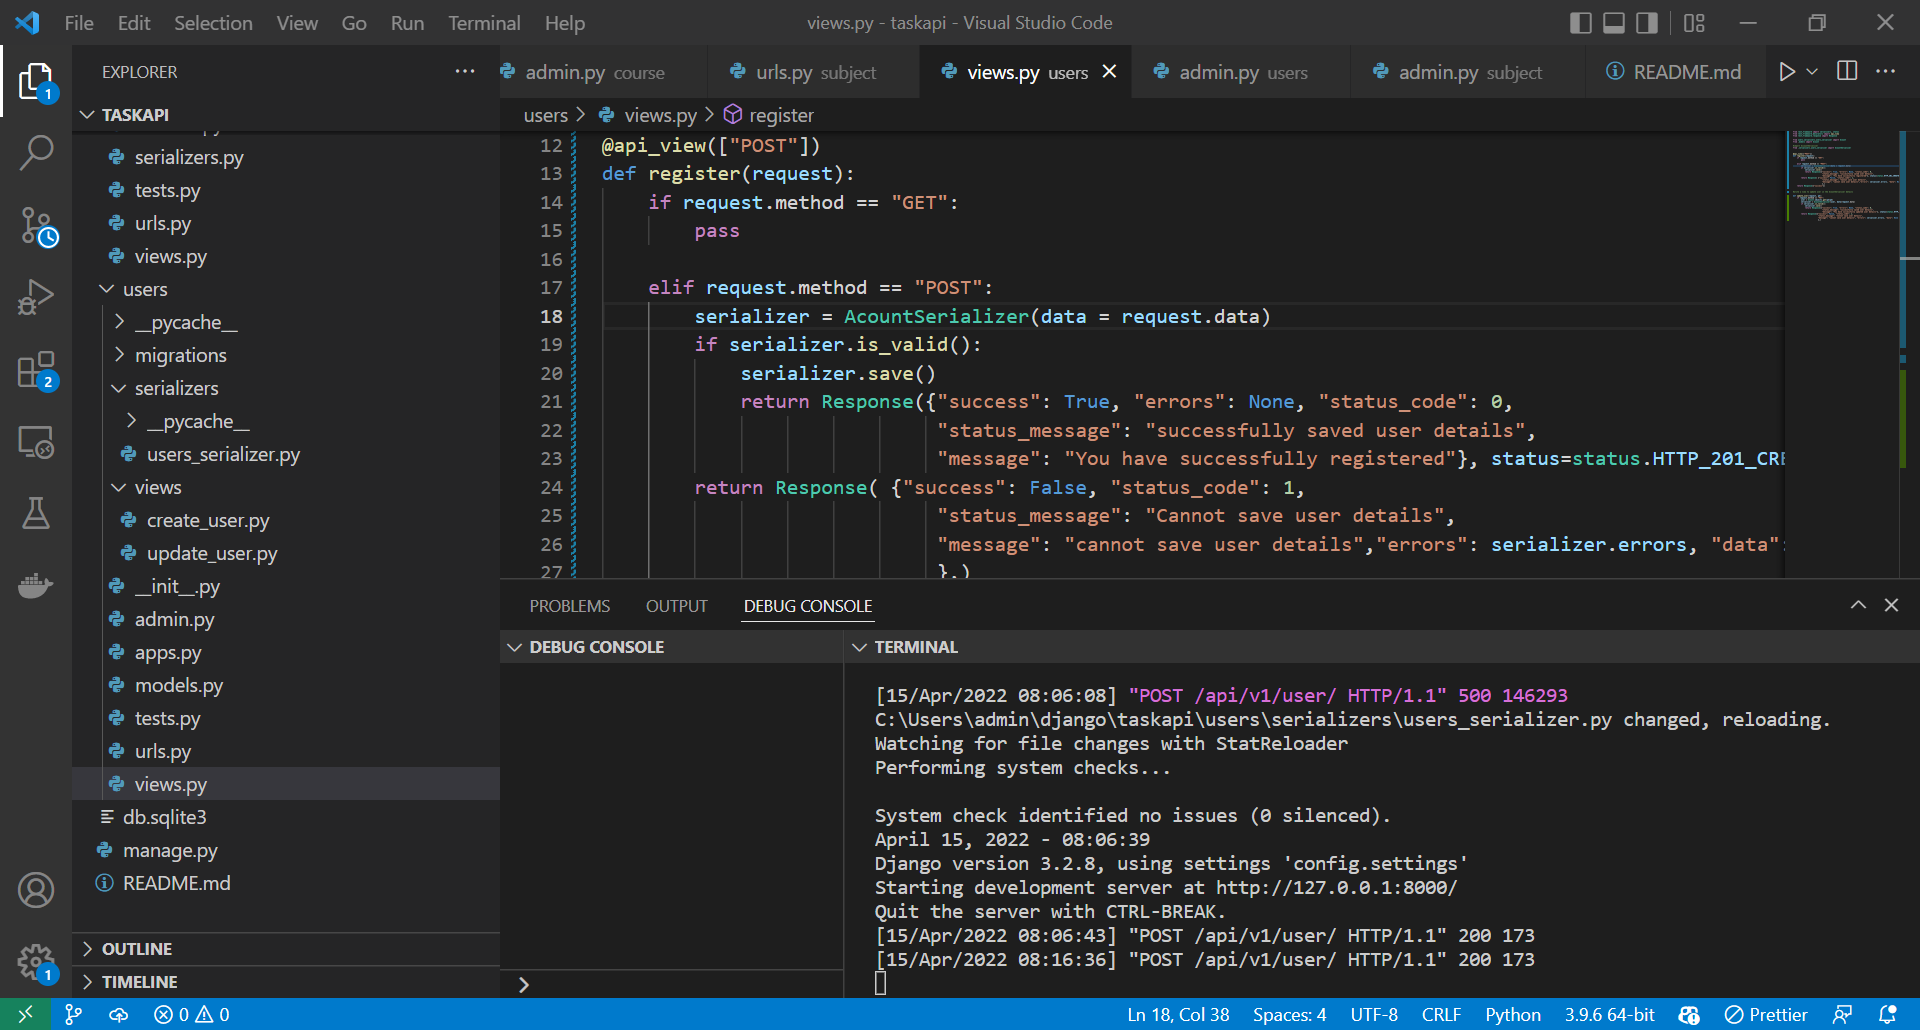 File Edit Selection View Go Run Terminal Help
views.py - taskapi - Visual Studio Code
EXPLORER
TASKAPI
serializers.py
tests.py
urls.py
views.py
users
__pycache__
migrations
serializers
__pycache__
users_serializer.py
views
create_user.py
update_user.py
__init__.py
admin.py
apps.py
models.py
tests.py
urls.py
views.py
db.sqlite3
manage.py
README.md
OUTLINE
TIMELINE
1
2
1
admin.py course
urls.py subject
views.py users
admin.py users
admin.py subject
README.md
users > views.py > register
12 @api_view(["POST"])
13 def register(request):
14 if request.method == "GET":
15 pass
16
17 elif request.method == "POST":
18 serializer = AcountSerializer(data = request.data)
19 if serializer.is_valid():
20 serializer.save()
21 return Response({"success": True, "errors": None, "status_code": 0,
22 "status_message": "successfully saved user details",
23 "message": "You have successfully registered"}, status=status.HTTP_201_CRE
24 return Response( {"success": False, "status_code": 1,
25 "status_message": "Cannot save user details",
26 "message": "cannot save user details","errors": serializer.errors, "data":
27 },)
PROBLEMS OUTPUT DEBUG CONSOLE
DEBUG CONSOLE
TERMINAL
[15/Apr/2022 08:06:08] "POST /api/v1/user/ HTTP/1.1" 500 146293
C:\Users\admin\django\taskapi\users\serializers\users_serializer.py changed, reloading.
Watching for file changes with StatReloader
Performing system checks...
System check identified no issues (0 silenced).
April 15, 2022 - 08:06:39
Django version 3.2.8, using settings 'config.settings'
Starting development server at http://127.0.0.1:8000/
Quit the server with CTRL-BREAK.
[15/Apr/2022 08:06:43] "POST /api/v1/user/ HTTP/1.1" 200 173
[15/Apr/2022 08:16:36] "POST /api/v1/user/ HTTP/1.1" 200 173
0 0 Ln 18, Col 38 Spaces: 4 UTF-8 CRLF Python 3.9.6 64-bit Prettier